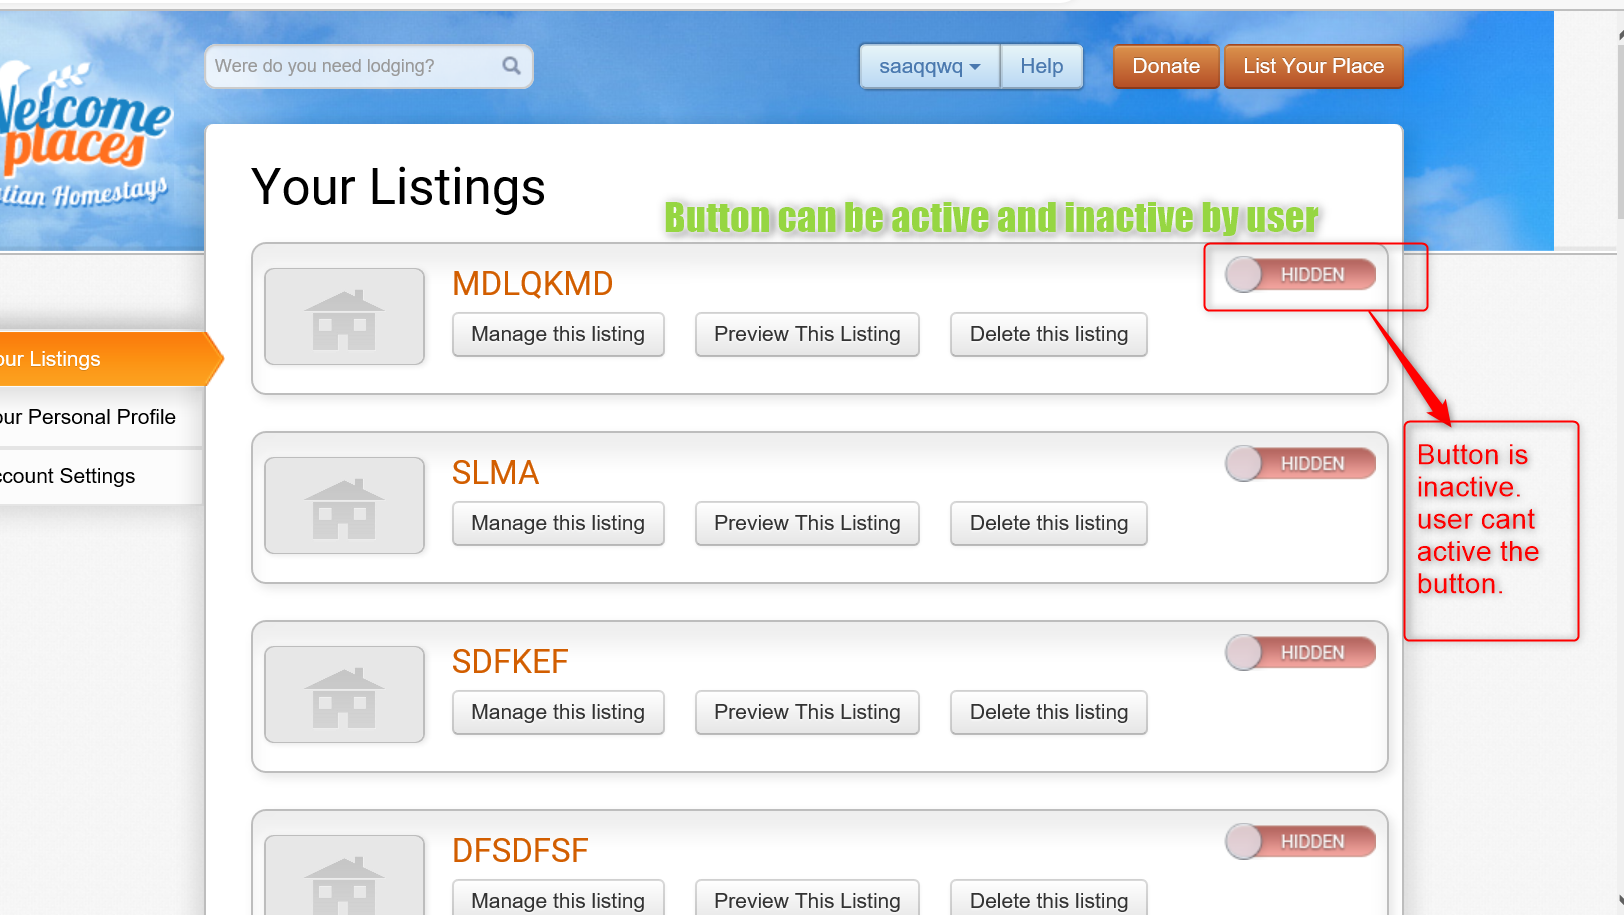 Welcome
places
tian Homestays
Were do you need lodging?
saaqqwq
Help
Donate
List Your Place
Your Listings
Button can be active and inactive by user
MDLQKMD
HIDDEN
Manage this listing
Preview This Listing
Delete this listing
our Listings
our Personal Profile
ccount Settings
SLMA
HIDDEN
Manage this listing
Preview This Listing
Delete this listing
Button is
inactive.
user cant
active the
button.
SDFKEF
HIDDEN
Manage this listing
Preview This Listing
Delete this listing
DFSDFSF
HIDDEN
Manage this listing
Preview This Listing
Delete this listing